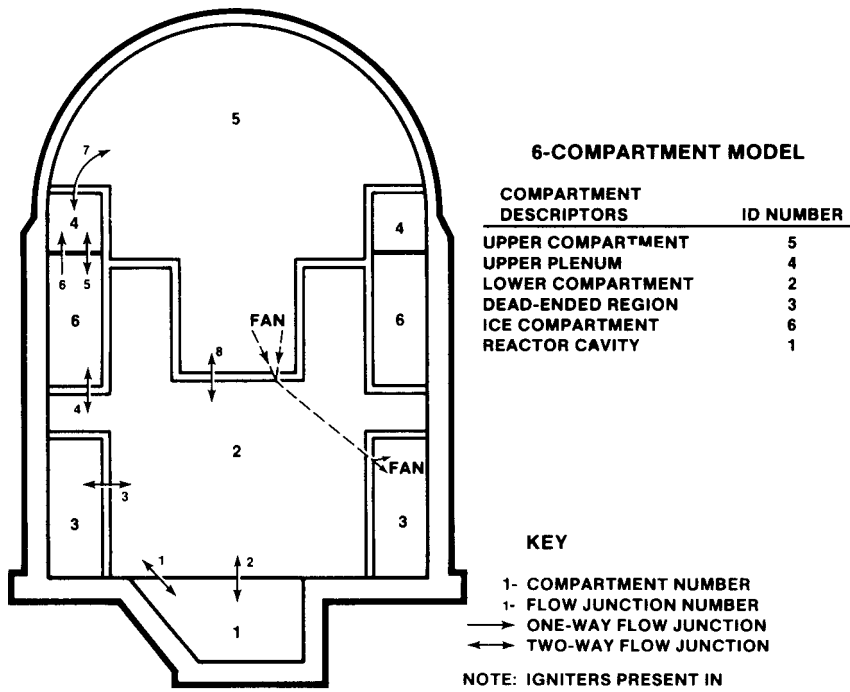 5
7
4
4
6
5
6
6
FAN
8
4
2
FAN
3
3
3
1
2
1
6-COMPARTMENT MODEL
COMPARTMENT
DESCRIPTORS ID NUMBER
UPPER COMPARTMENT 5
UPPER PLENUM 4
LOWER COMPARTMENT 2
DEAD-ENDED REGION 3
ICE COMPARTMENT 6
REACTOR CAVITY 1
KEY
1- COMPARTMENT NUMBER
1- FLOW JUNCTION NUMBER
ONE-WAY FLOW JUNCTION
TWO-WAY FLOW JUNCTION
NOTE: IGNITERS PRESENT IN